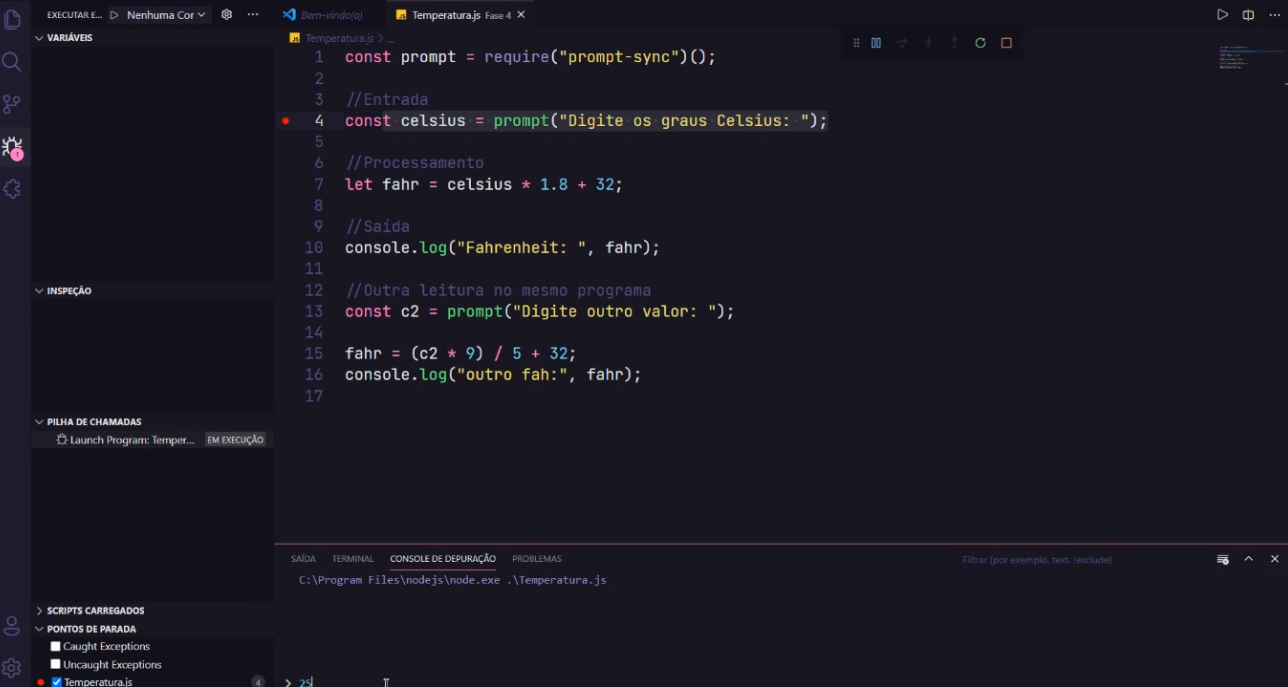 EXECUTAR E... Nenhuma Cor
VARIÁVEIS
INSPEÇÃO
PILHA DE CHAMADAS
Launch Program: Temper... EM EXECUÇÃO
SCRIPTS CARREGADOS
PONTOS DE PARADA
Caught Exceptions
Uncaught Exceptions
Temperatura.js 4
1
Bem-vindo(a) Temperatura.js Fase 4
Temperatura.js > ...
1 const prompt = require("prompt-sync")();
2
3 //Entrada
4 const celsius = prompt("Digite os graus Celsius: ");
5
6 //Processamento
7 let fahr = celsius * 1.8 + 32;
8
9 //Saída
10 console.log("Fahrenheit: ", fahr);
11
12 //Outra leitura no mesmo programa
13 const c2 = prompt("Digite outro valor: ");
14
15 fahr = (c2 * 9) / 5 + 32;
16 console.log("outro fah:", fahr);
17
SAÍDA TERMINAL CONSOLE DE DEPURAÇÃO PROBLEMAS Filtrar (por exemplo, text, !exclude)
C:\Program Files\nodejs\node.exe .\Temperatura.js
> 25